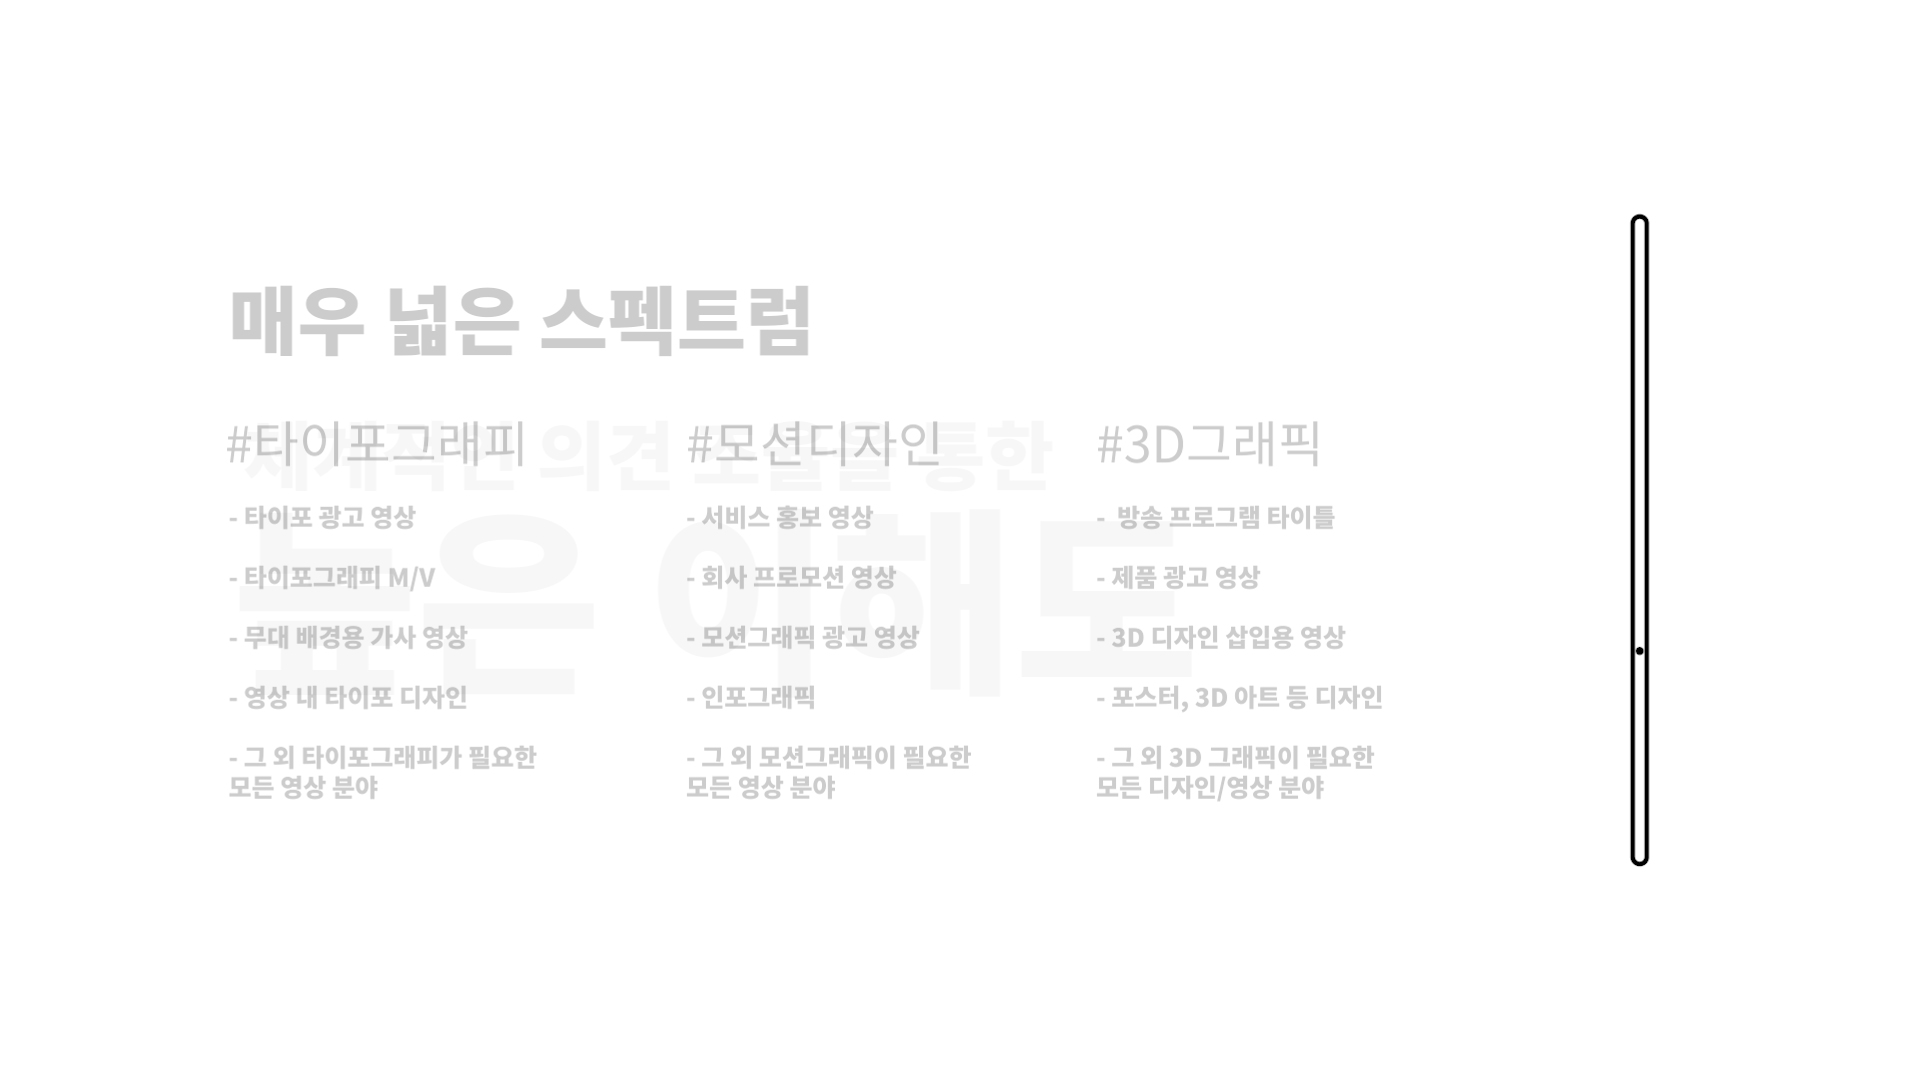 매우 넓은 스펙트럼
#타이포그래피
- 타이포 광고 영상
- 타이포그래피 M/V
- 무대 배경용 가사 영상
- 영상 내 타이포 디자인
- 그 외 타이포그래피가 필요한
모든 영상 분야
#모션디자인
- 서비스 홍보 영상
- 회사 프로모션 영상
- 모션그래픽 광고 영상
- 인포그래픽
- 그 외 모션그래픽이 필요한
모든 영상 분야
#3D그래픽
- 방송 프로그램 타이틀
- 제품 광고 영상
- 3D 디자인 삽입용 영상
- 포스터, 3D 아트 등 디자인
- 그 외 3D 그래픽이 필요한
모든 디자인/영상 분야
의견 조율을 통한
높은 이해도